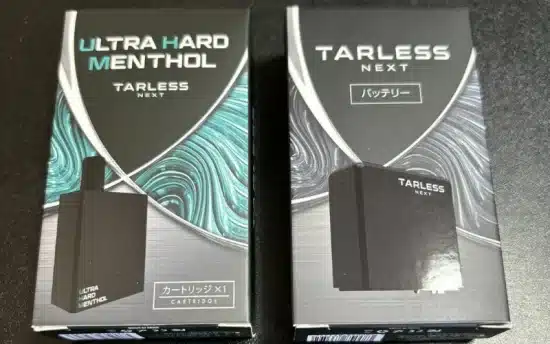 ULTRA HARD
MENTHOL
TARLESS
NEXT
ULTRA
HARD
MENTHOL
カートリッジ ×1
CARTRIDGE
TARLESS
NEXT
バッテリー
TARLESS
NEXT